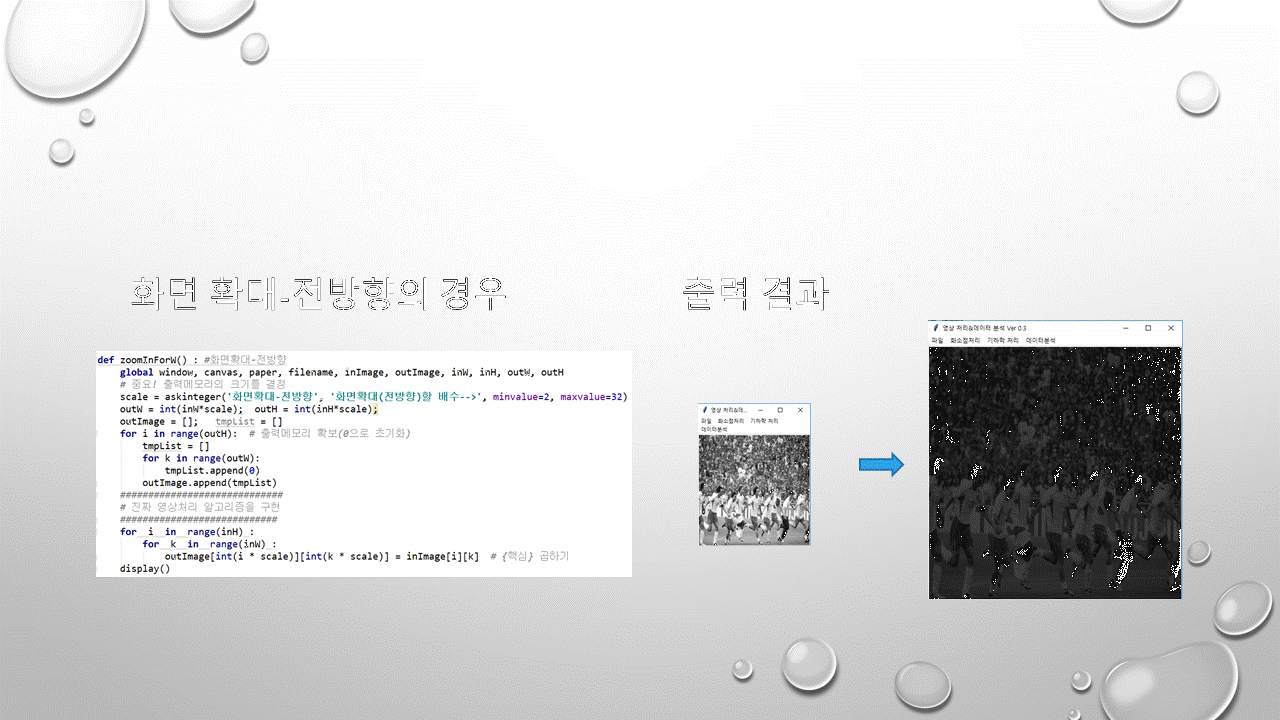 화면 확대-전방향의 경우
출력 결과
def zoomInForW() : #화면확대-전방향
global window, canvas, paper, filename, inImage, outImage, inW, inH, outW, outH
# 중요! 출력메모리의 크기를 결정
scale = askinteger('화면확대-전방향', '화면확대(전방향)할 배수-->', minvalue=2, maxvalue=32)
outW = int(inW*scale);  outH = int(inH*scale);
outImage = [];   tmpList = []
for i in range(outH):  # 출력메모리 확보(0으로 초기화)
tmpList = []
for k in range(outW):
tmpList.append(0)
outImage.append(tmpList)
#############################
# 진짜 영상처리 알고리즘을 구현
############################
for  i  in  range(inH) :
for  k  in  range(inW) :
outImage[int(i * scale)][int(k * scale)] = inImage[i][k]  # {핵심} 곱하기
display()
영상 처리&데...
파일 화소점처리 기하학 처리
데이터분석
영상 처리&데이터 분석 Ver 0.3
파일 화소점처리 기하학 처리 데이터분석